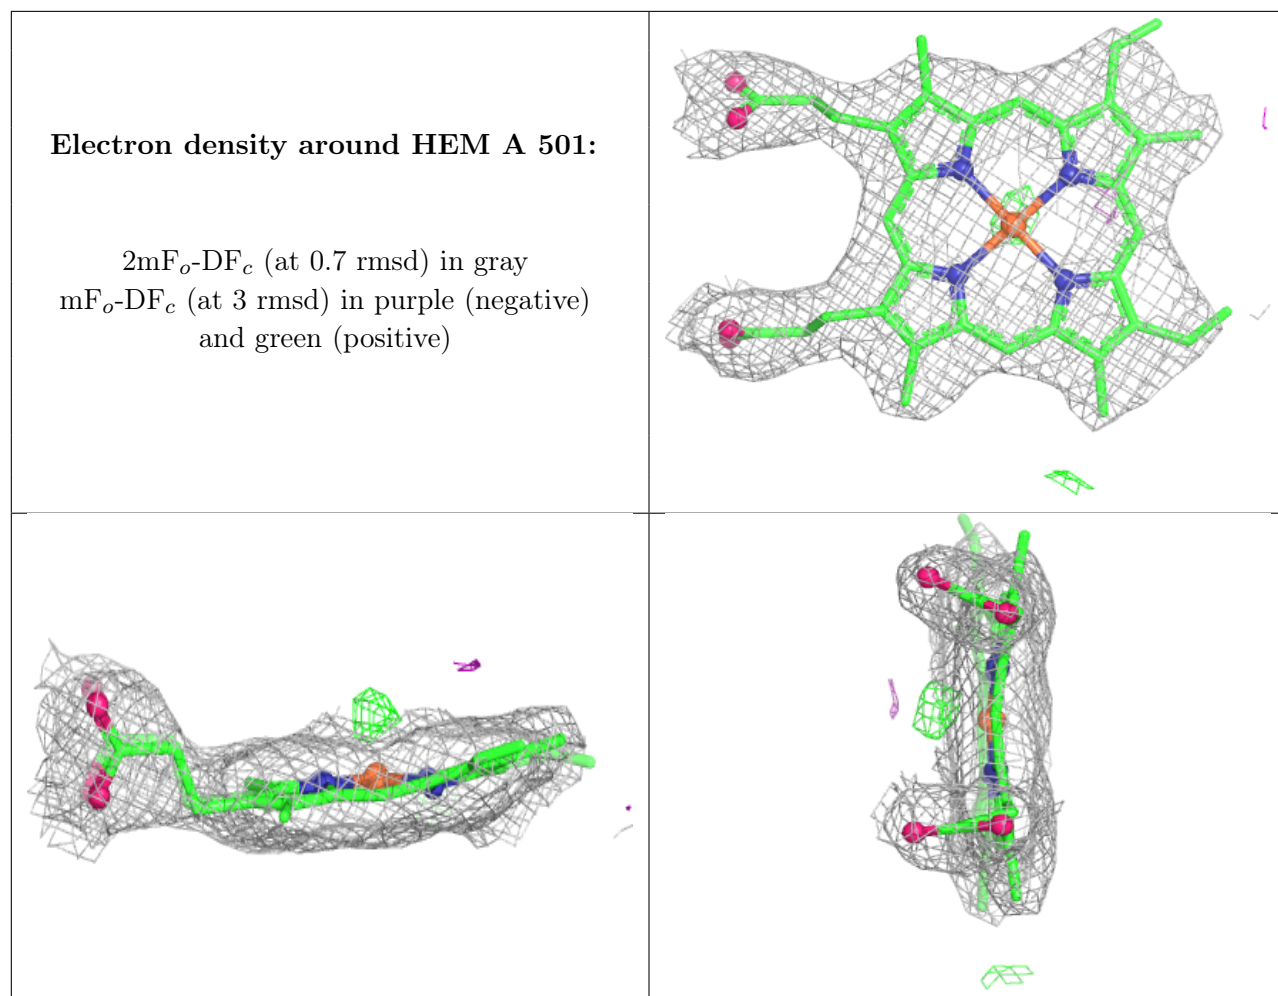 Electron density around HEM A 501:
2mFo-DFc (at 0.7 rmsd) in gray
mFo-DFc (at 3 rmsd) in purple (negative)
and green (positive)